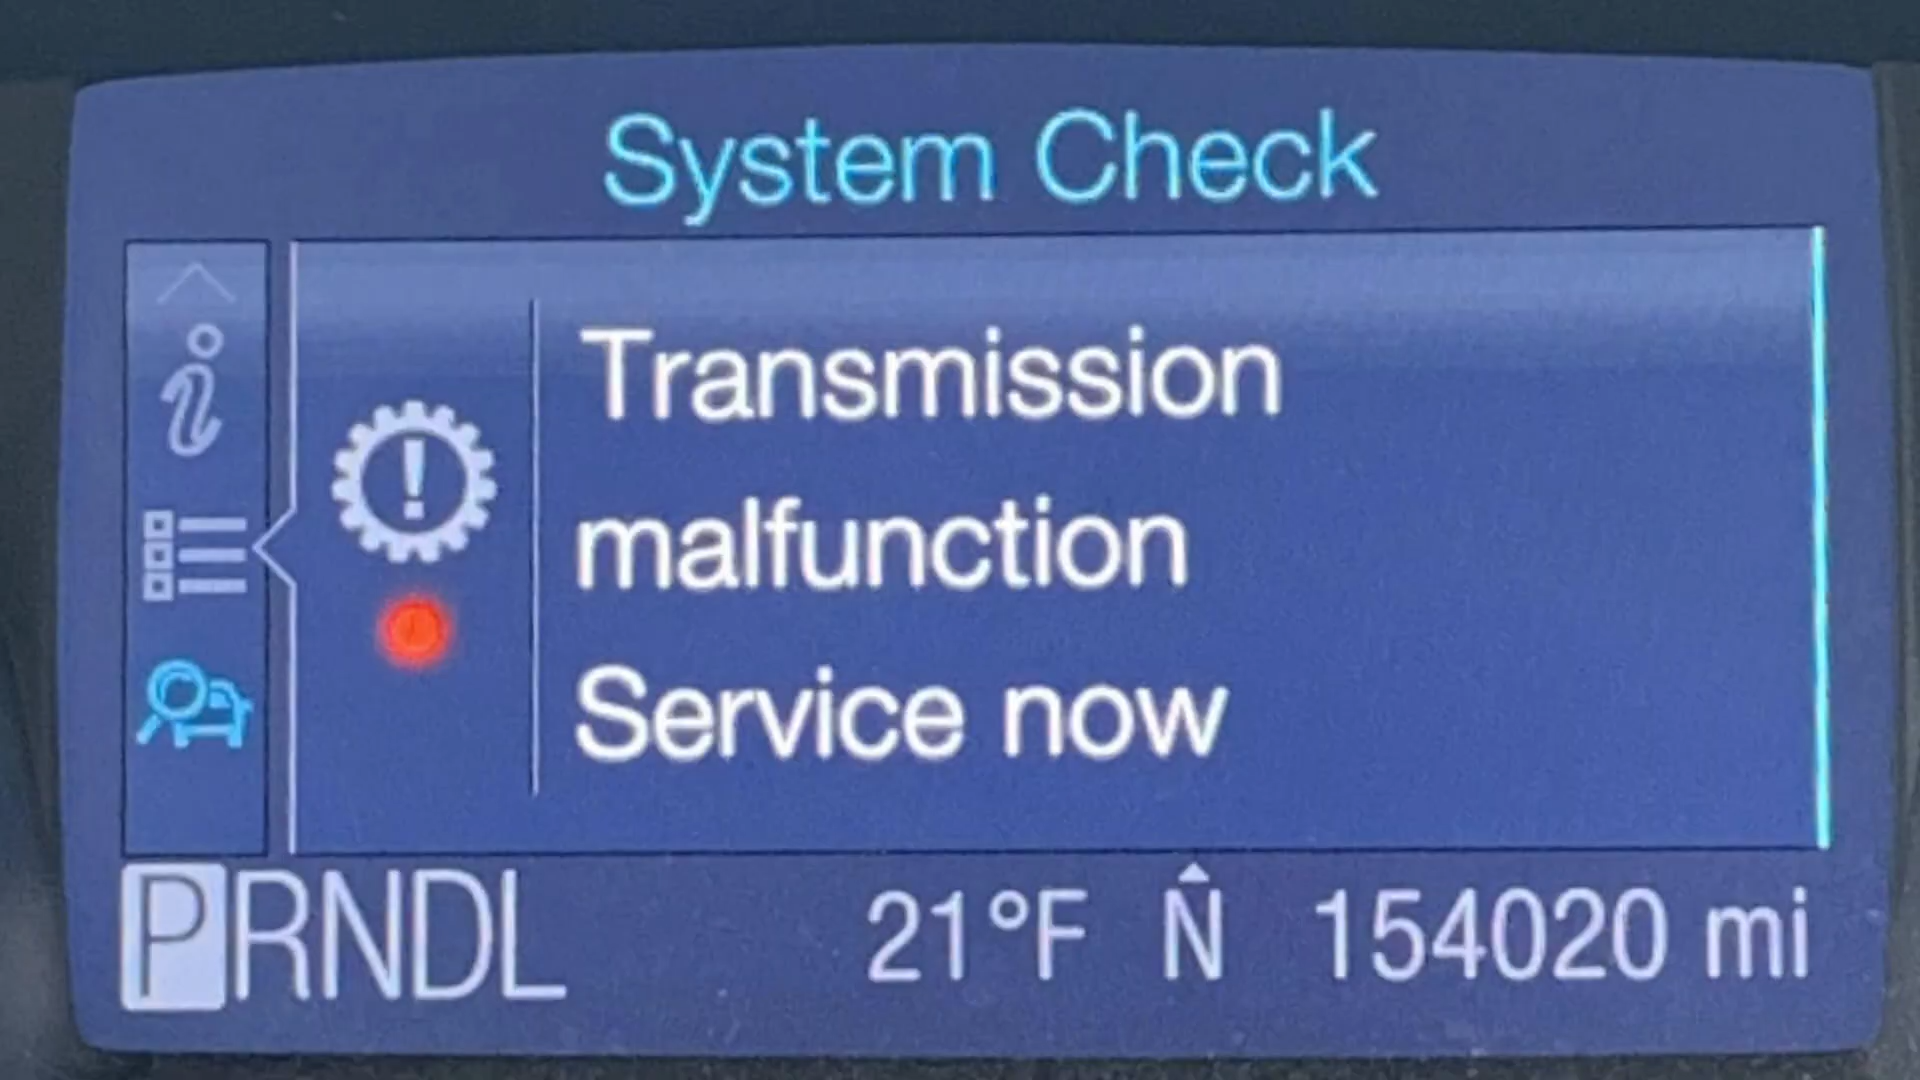 System Check
Transmission
malfunction
Service now
PRNDL 21°F N 154020 mi